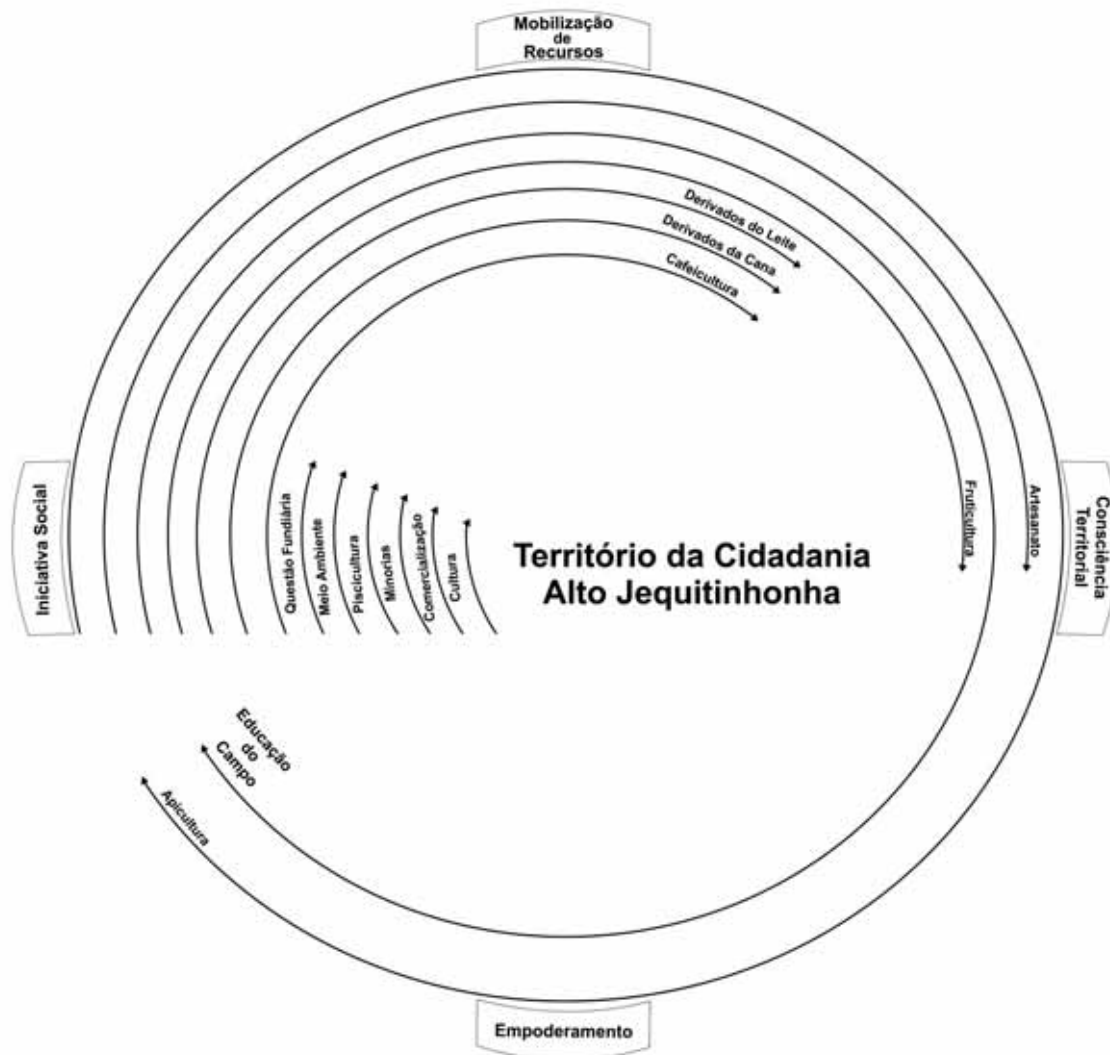 Mobilização
de
Recursos
Derivados do Leite
Derivados da Cana
Cafeicultura
Iniciativa Social
Questão Fundiária
Meio Ambiente
Piscicultura
Minorias
Comercialização
Cultura
Território da Cidadania
Alto Jequitinhonha
Fruticultura
Artesanato
Consciência
Territorial
Educação
do
Campo
Apicultura
Empoderamento